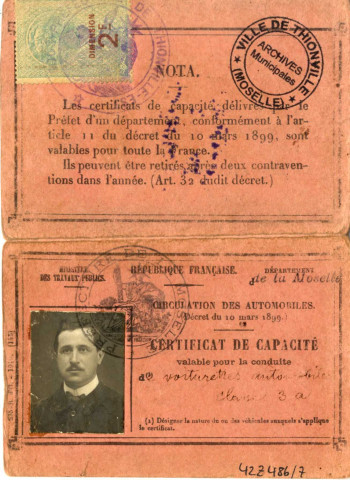 DIMENSION
2
VILLE DE THIONVILLE
ARCHIVES
Municipales
(MOSELLE)
NOTA.
Les certificats de capacité délivrés par le
Préfet d'un département, conformément à l'ar-
ticle 11 du décret du 10 mars 1899, sont
valables pour toute la France.
Ils peuvent être retirés après deux contraven-
tions dans l'année. (Art. 32 dudit décret.)
MINISTÈRE
DES TRAVAUX PUBLICS.
RÉPUBLIQUE FRANÇAISE.
DÉPARTEMENT
de la Moselle
CIRCULATION DES AUTOMOBILES.
(Décret du 10 mars 1899.)
CERTIFICAT DE CAPACITÉ
valable pour la conduite
voiturettes automobiles
(1) Désigner la nature du ou des véhicules auxquels s'applique
le certificat.
423486/7